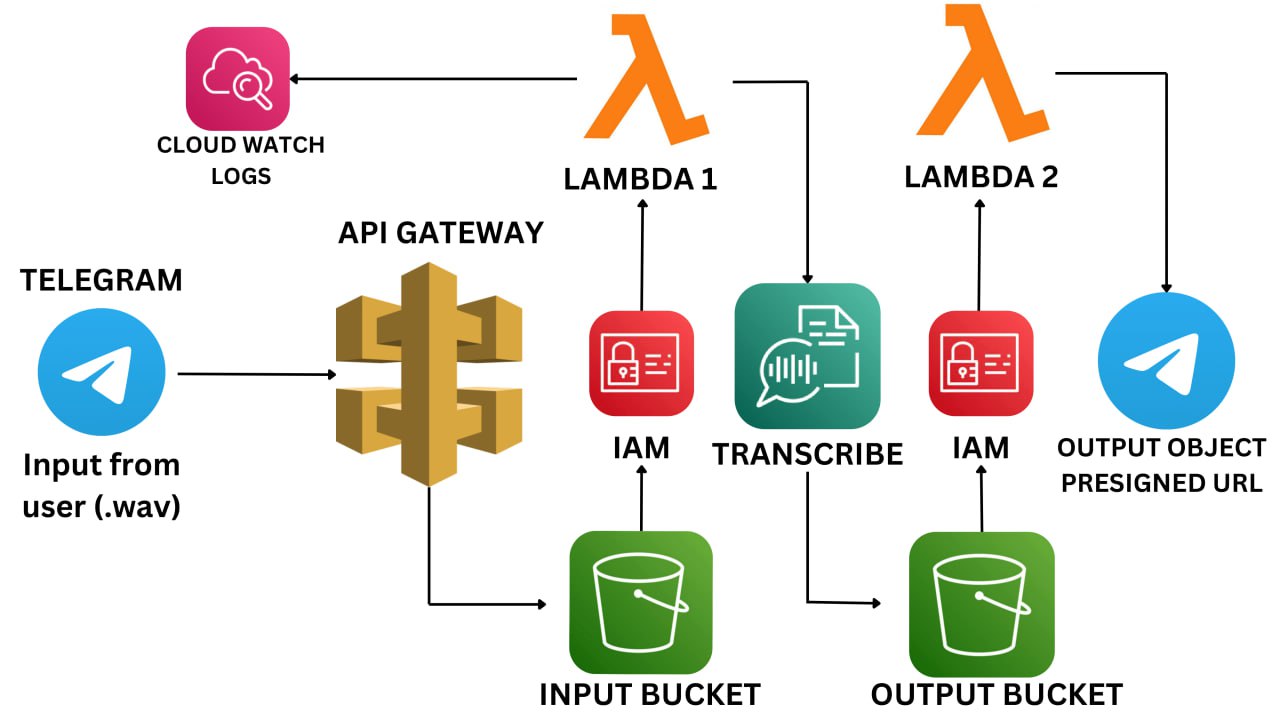 CLOUD WATCH
LOGS
LAMBDA 1
LAMBDA 2
API GATEWAY
TELEGRAM
Input from
user (.wav)
IAM
TRANSCRIBE
IAM
OUTPUT OBJECT
PRESIGNED URL
INPUT BUCKET
OUTPUT BUCKET